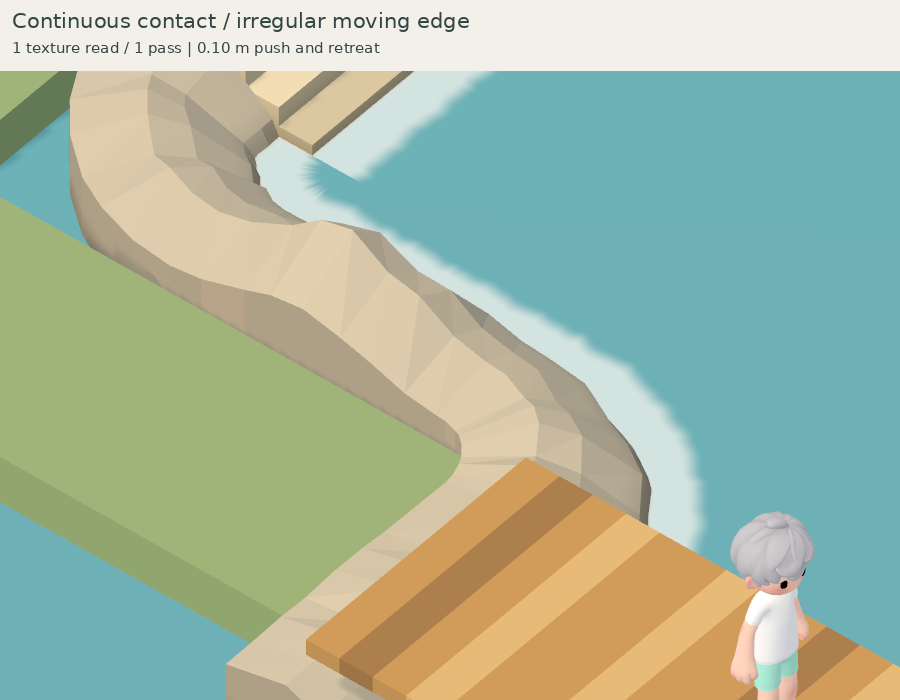 Continuous contact / irregular moving edge
1 texture read / 1 pass | 0.10 m push and retreat